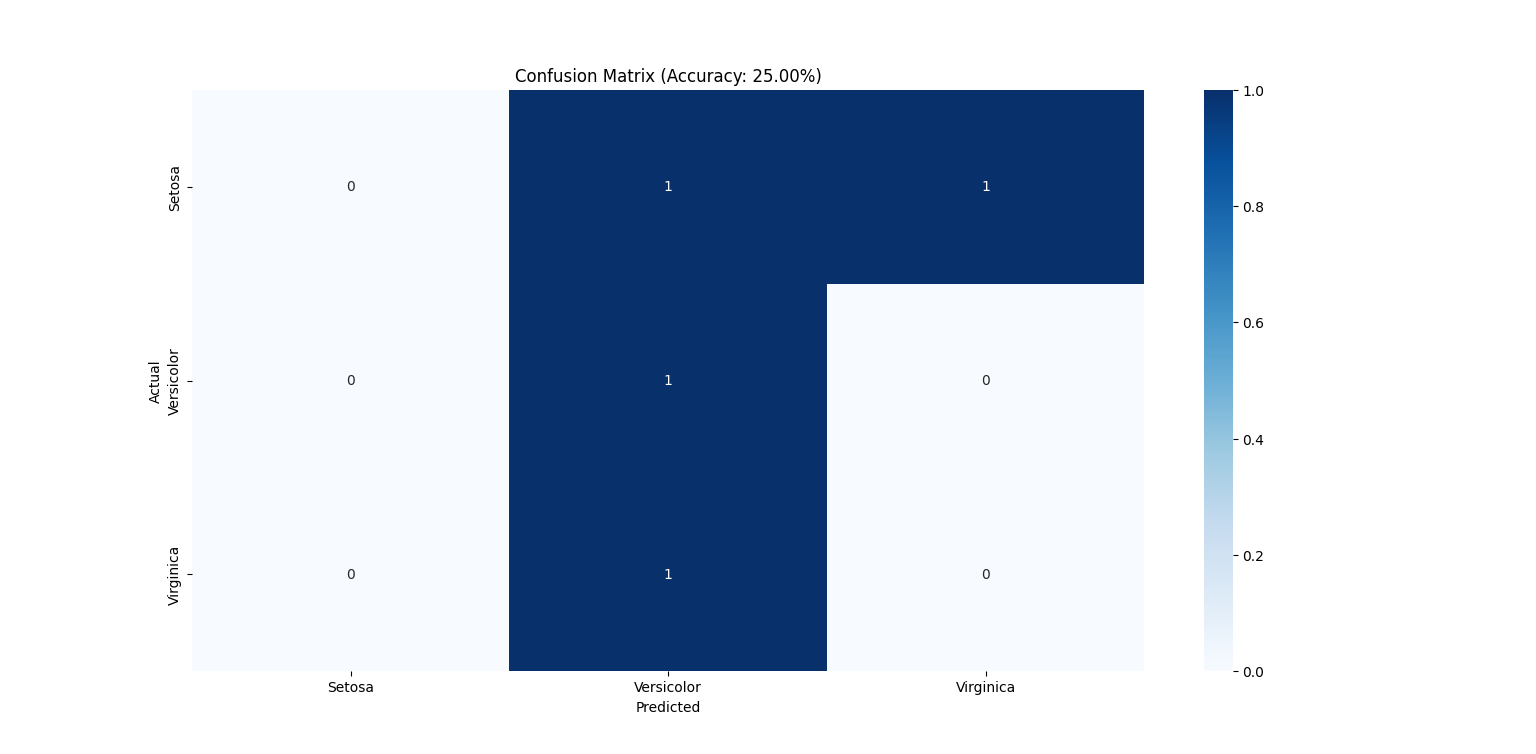 Confusion Matrix (Accuracy: 25.00%)
Setosa
0
1
1
Versicolor
0
1
0
Virginica
0
1
0
Actual
Setosa
Versicolor
Virginica
Predicted
1.0
0.8
0.6
0.4
0.2
0.0